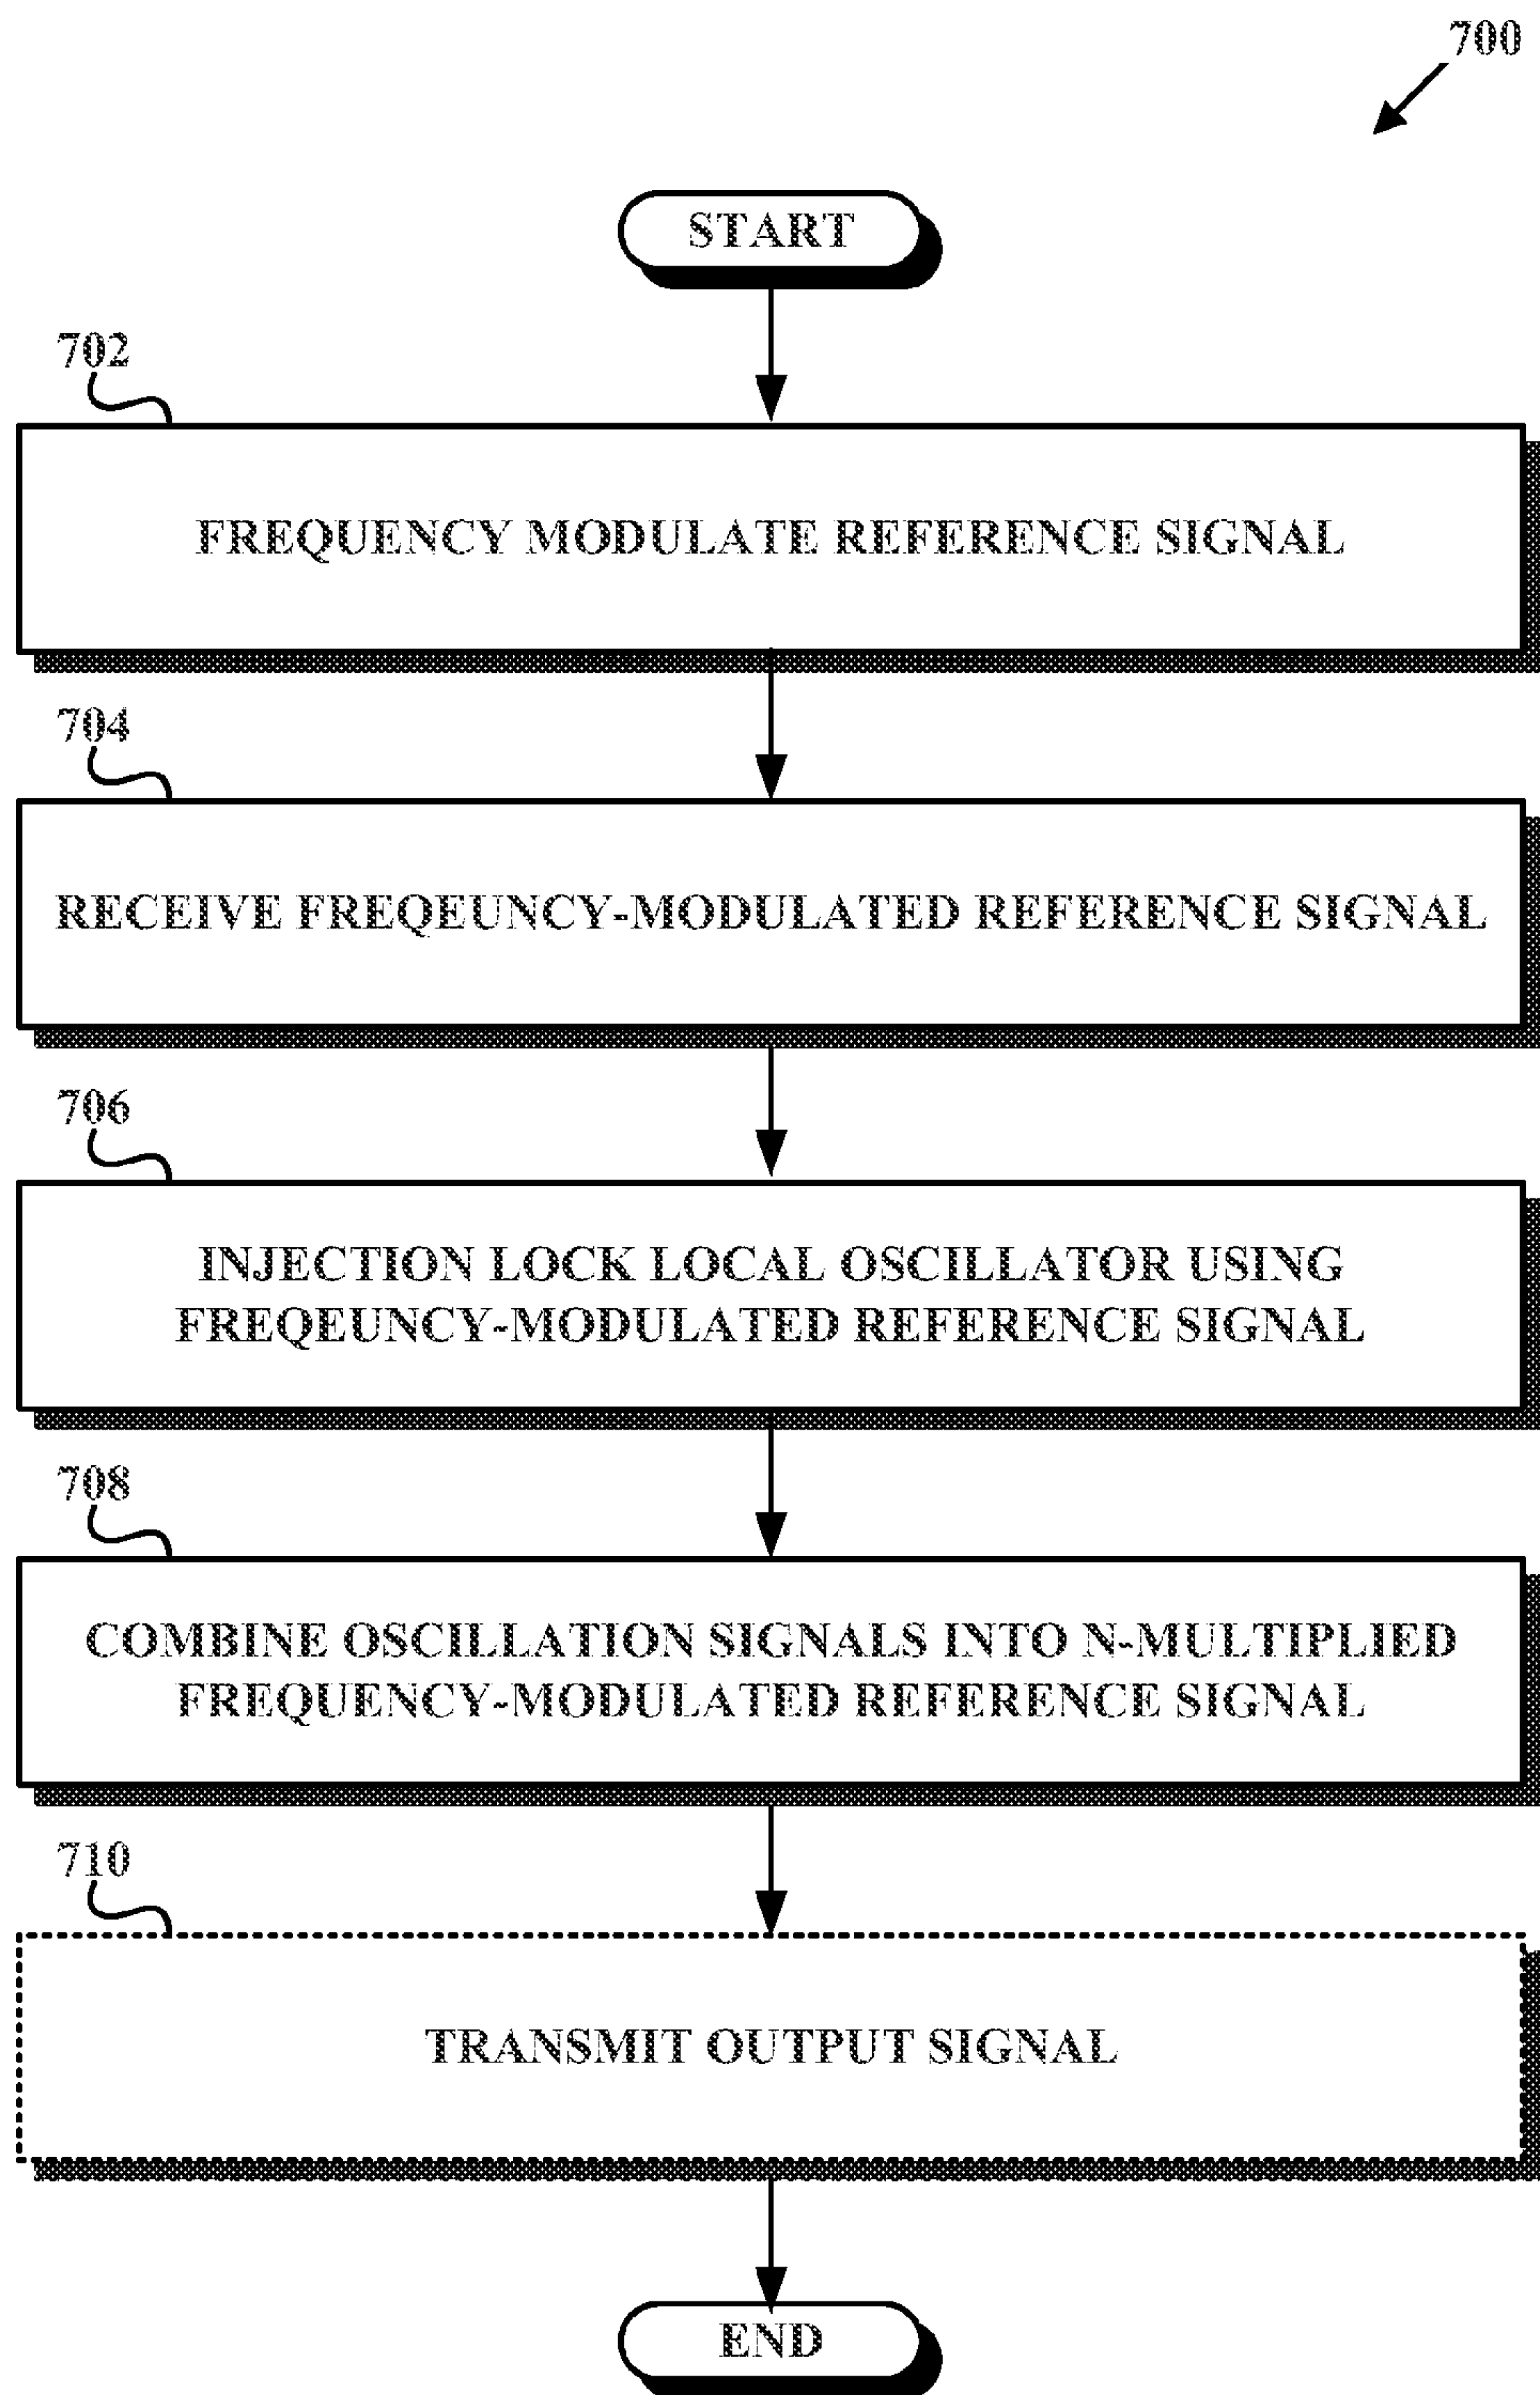 700
START
702
FREQUENCY MODULATE REFERENCE SIGNAL
704
RECEIVE FREQEUNCY-MODULATED REFERENCE SIGNAL
706
INJECTION LOCK LOCAL OSCILLATOR USING
FREQEUNCY-MODULATED REFERENCE SIGNAL
708
COMBINE OSCILLATION SIGNALS INTO N-MULTIPLIED
FREQUENCY-MODULATED REFERENCE SIGNAL
710
TRANSMIT OUTPUT SIGNAL
END